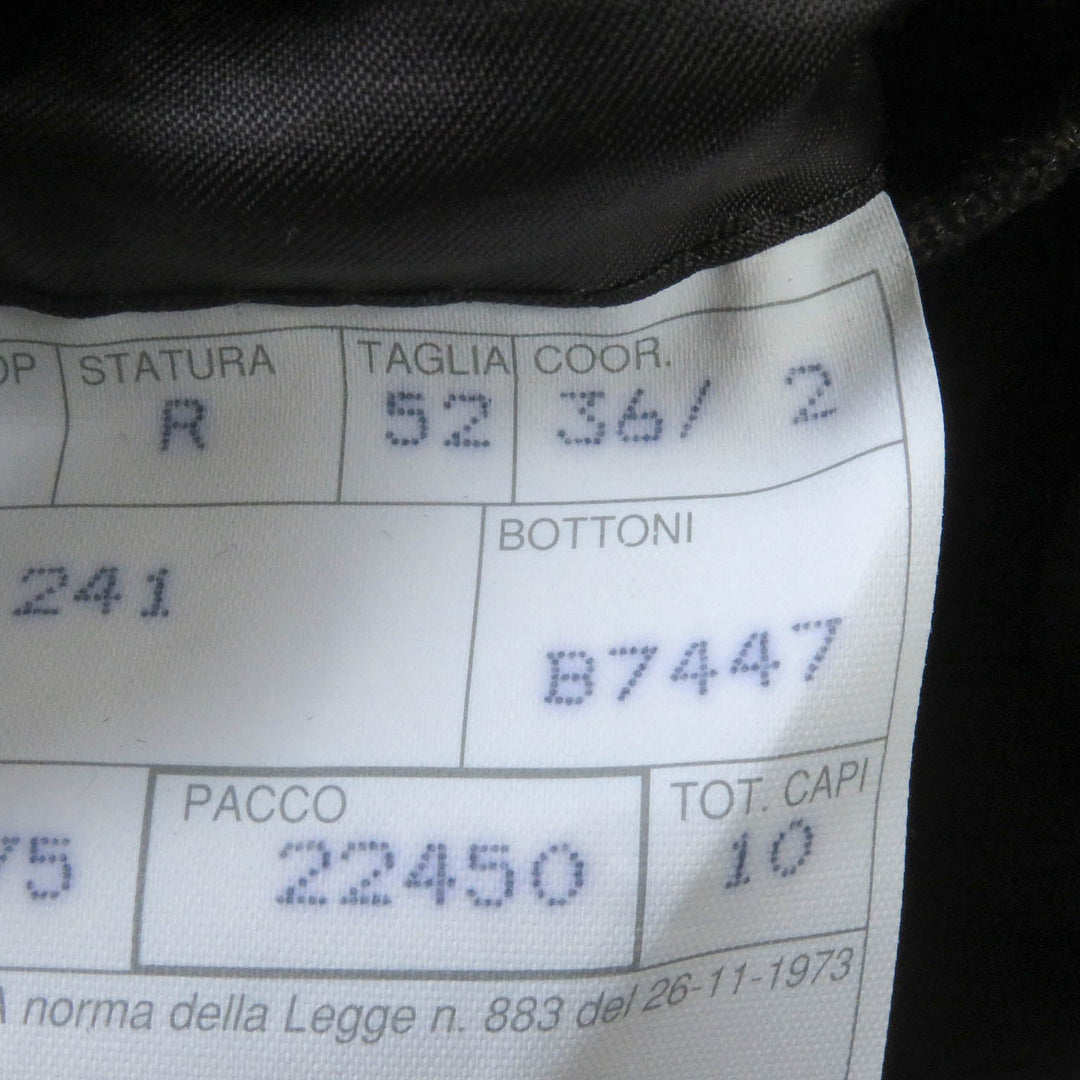 OP STATURA TAGLIA COOR.
R 52 36/ 2
BOTTONI
241
B7447
PACCO TOT. CAPI
75 22450 10
A norma della Legge n. 883 del 26-11-1973